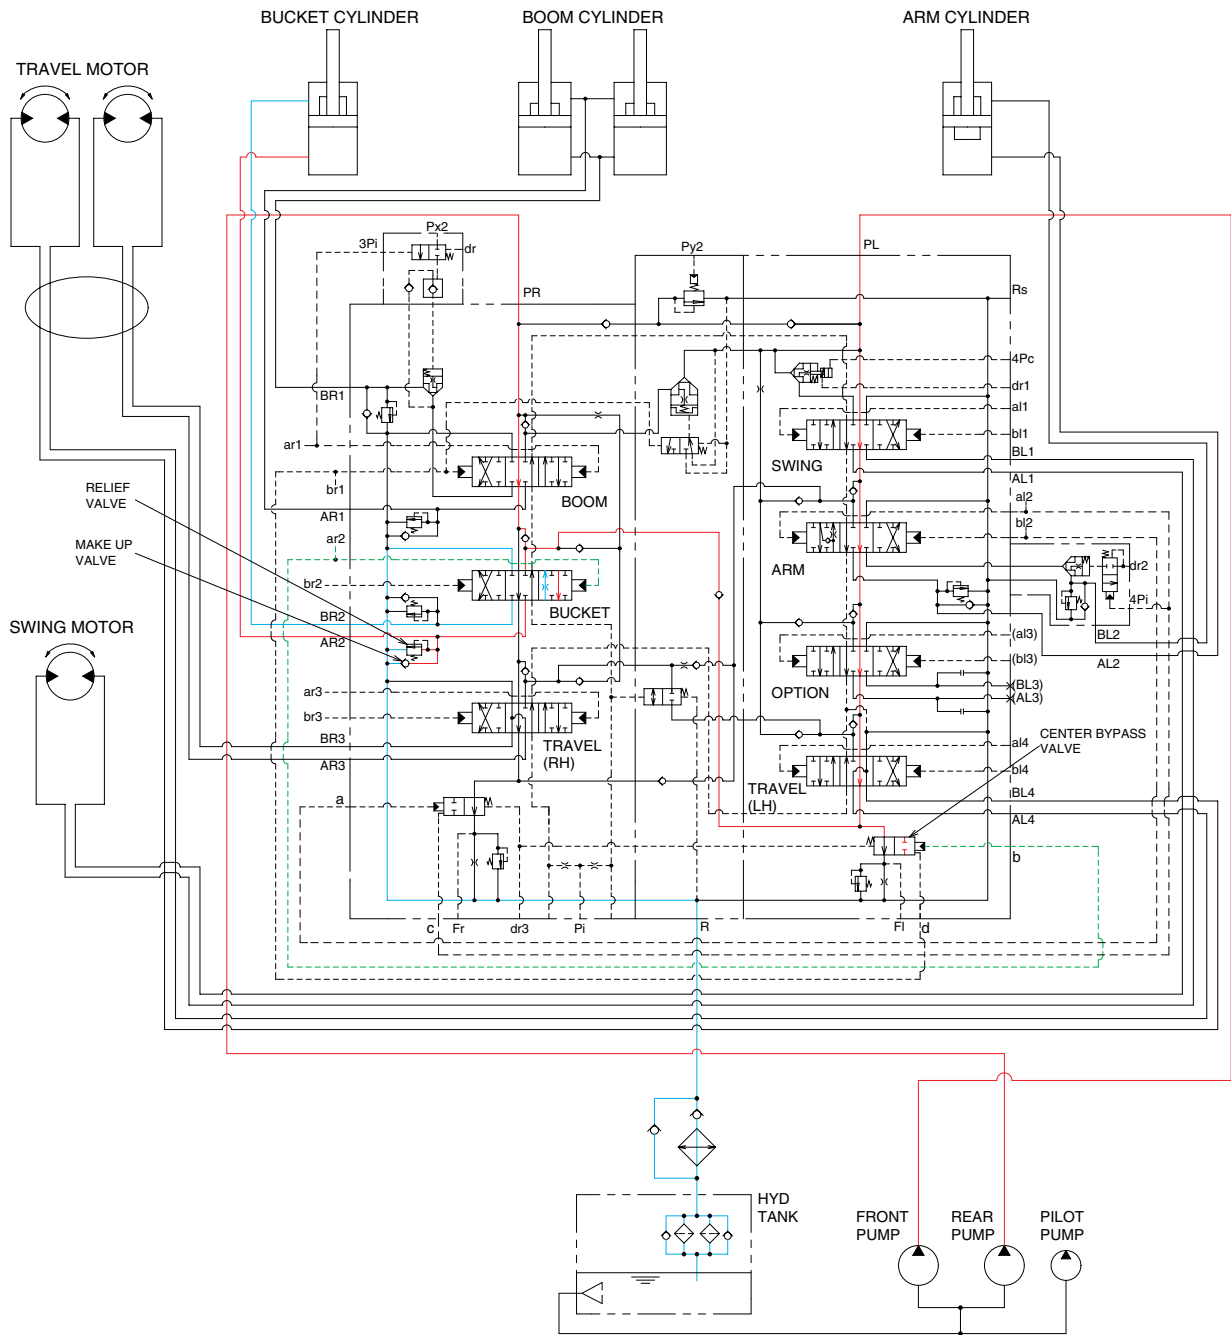 BUCKET CYLINDER
BOOM CYLINDER
ARM CYLINDER
TRAVEL MOTOR
Px2
3Pi
dr
Py2
PL
PR
Rs
4Pc
dr1
BR1
al1
ar1
bl1
BL1
SWING
AL1
RELIEF
VALVE
br1
BOOM
al2
AR1
bl2
MAKE UP
VALVE
ar2
ARM
dr2
br2
4Pi
BUCKET
BR2
SWING MOTOR
AR2
(al3)
BL2
(bl3)
AL2
ar3
OPTION
(BL3)
(AL3)
br3
BR3
TRAVEL
(RH)
CENTER BYPASS
VALVE
al4
AR3
bl4
TRAVEL
(LH)
BL4
a
AL4
b
c
Fr
dr3
Pi
R
Fl
d
HYD
TANK
FRONT
PUMP
REAR
PUMP
PILOT
PUMP